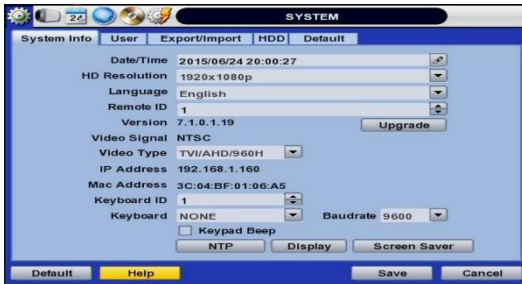 24 SYSTEM
System Info User Export/Import HDD Default
Date/Time 2015/06/24 20:00:27
HD Resolution 1920x1080p
Language English
Remote ID 1
Version 7.1.0.1.19 Upgrade
Video Signal NTSC
Video Type TVI/AHD/960H
IP Address 192.168.1.160
Mac Address 3C:04:BF:01:06:A5
Keyboard ID 1
Keyboard NONE Baudrate 9600
Keypad Beep
NTP Display Screen Saver
Default Help Save Cancel